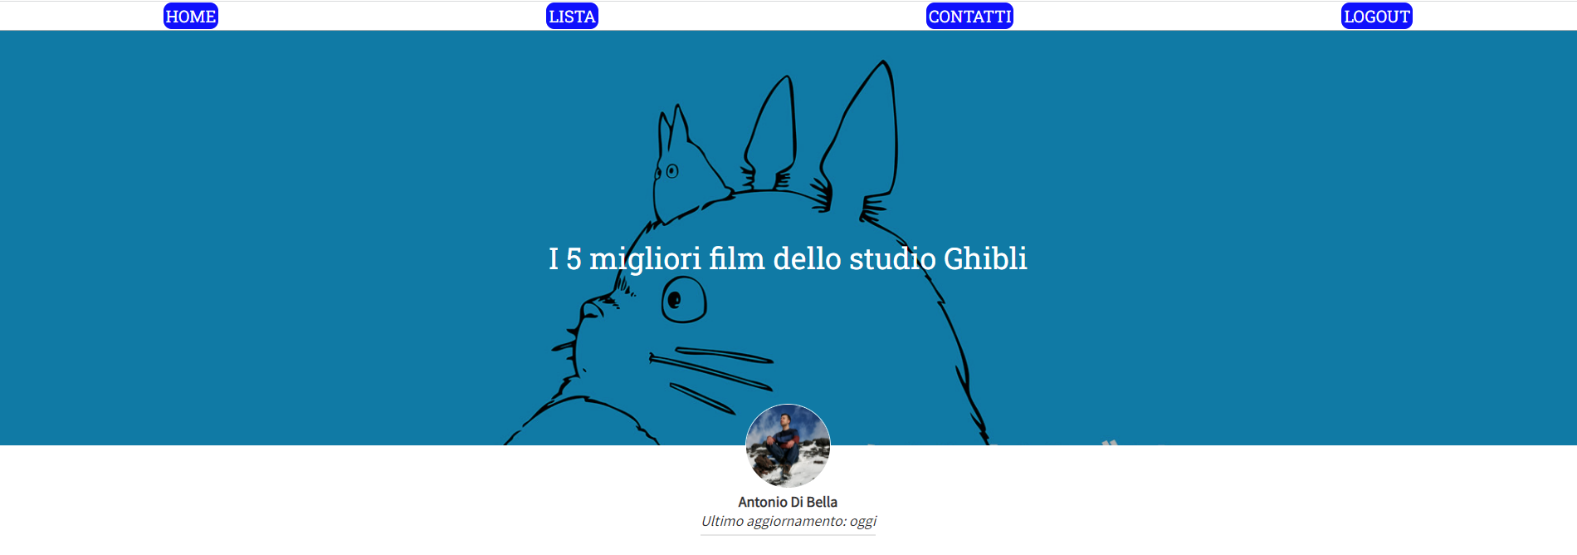 HOME
LISTA
CONTATTI
LOGOUT
I 5 migliori film dello studio Ghibli
Antonio Di Bella
Ultimo aggiornamento: oggi